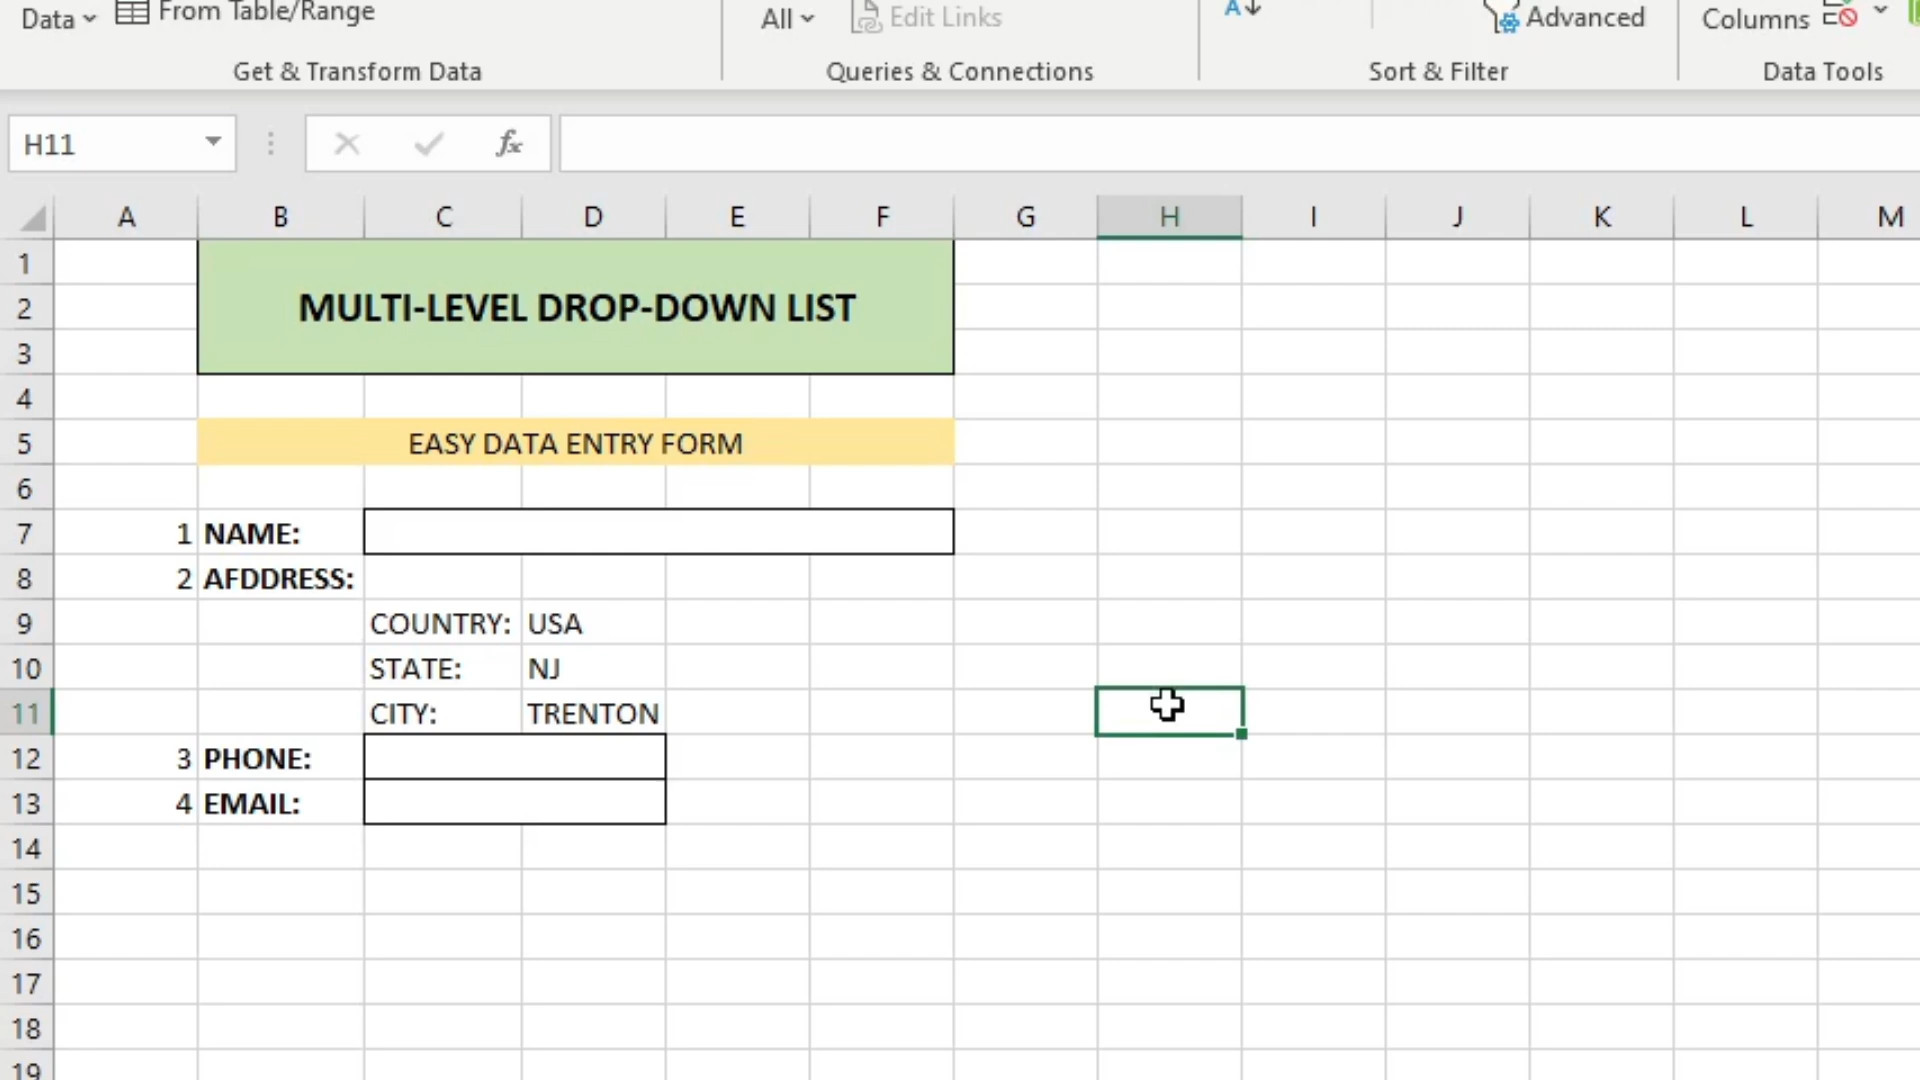 Data From Table/Range All Edit Links Advanced Columns
Get & Transform Data Queries & Connections Sort & Filter Data Tools
H11 fx
A B C D E F G H I J K L M
1
2 MULTI-LEVEL DROP-DOWN LIST
3
4
5 EASY DATA ENTRY FORM
6
7 1 NAME:
8 2 AFDDRESS:
9 COUNTRY: USA
10 STATE: NJ
11 CITY: TRENTON
12 3 PHONE:
13 4 EMAIL:
14
15
16
17
18
19